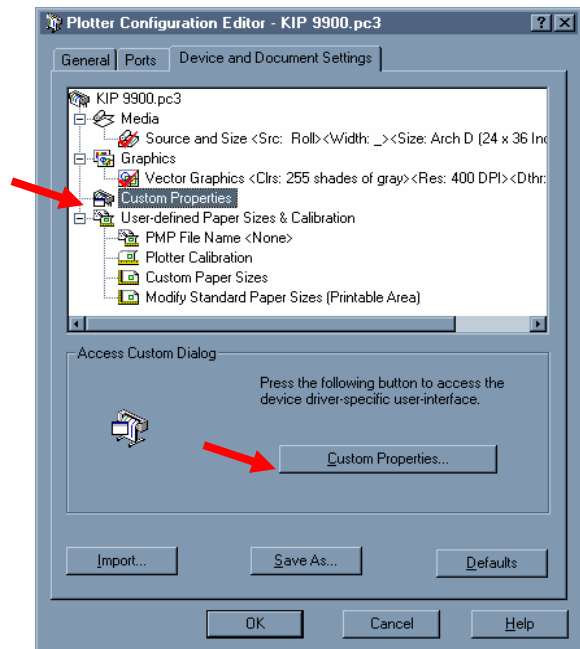 Plotter Configuration Editor - KIP 9900.pc3
General Ports Device and Document Settings
KIP 9900.pc3
Media
Source and Size <Src: Roll><Width: _><Size: Arch D (24 x 36 Inc
Graphics
Vector Graphics <Clrs: 255 shades of gray><Res: 400 DPI><Dthr:
Custom Properties
User-defined Paper Sizes & Calibration
PMP File Name <None>
Plotter Calibration
Custom Paper Sizes
Modify Standard Paper Sizes (Printable Area)
Access Custom Dialog
Press the following button to access the
device driver-specific user-interface.
Custom Properties...
Import... Save As... Defaults
OK Cancel Help